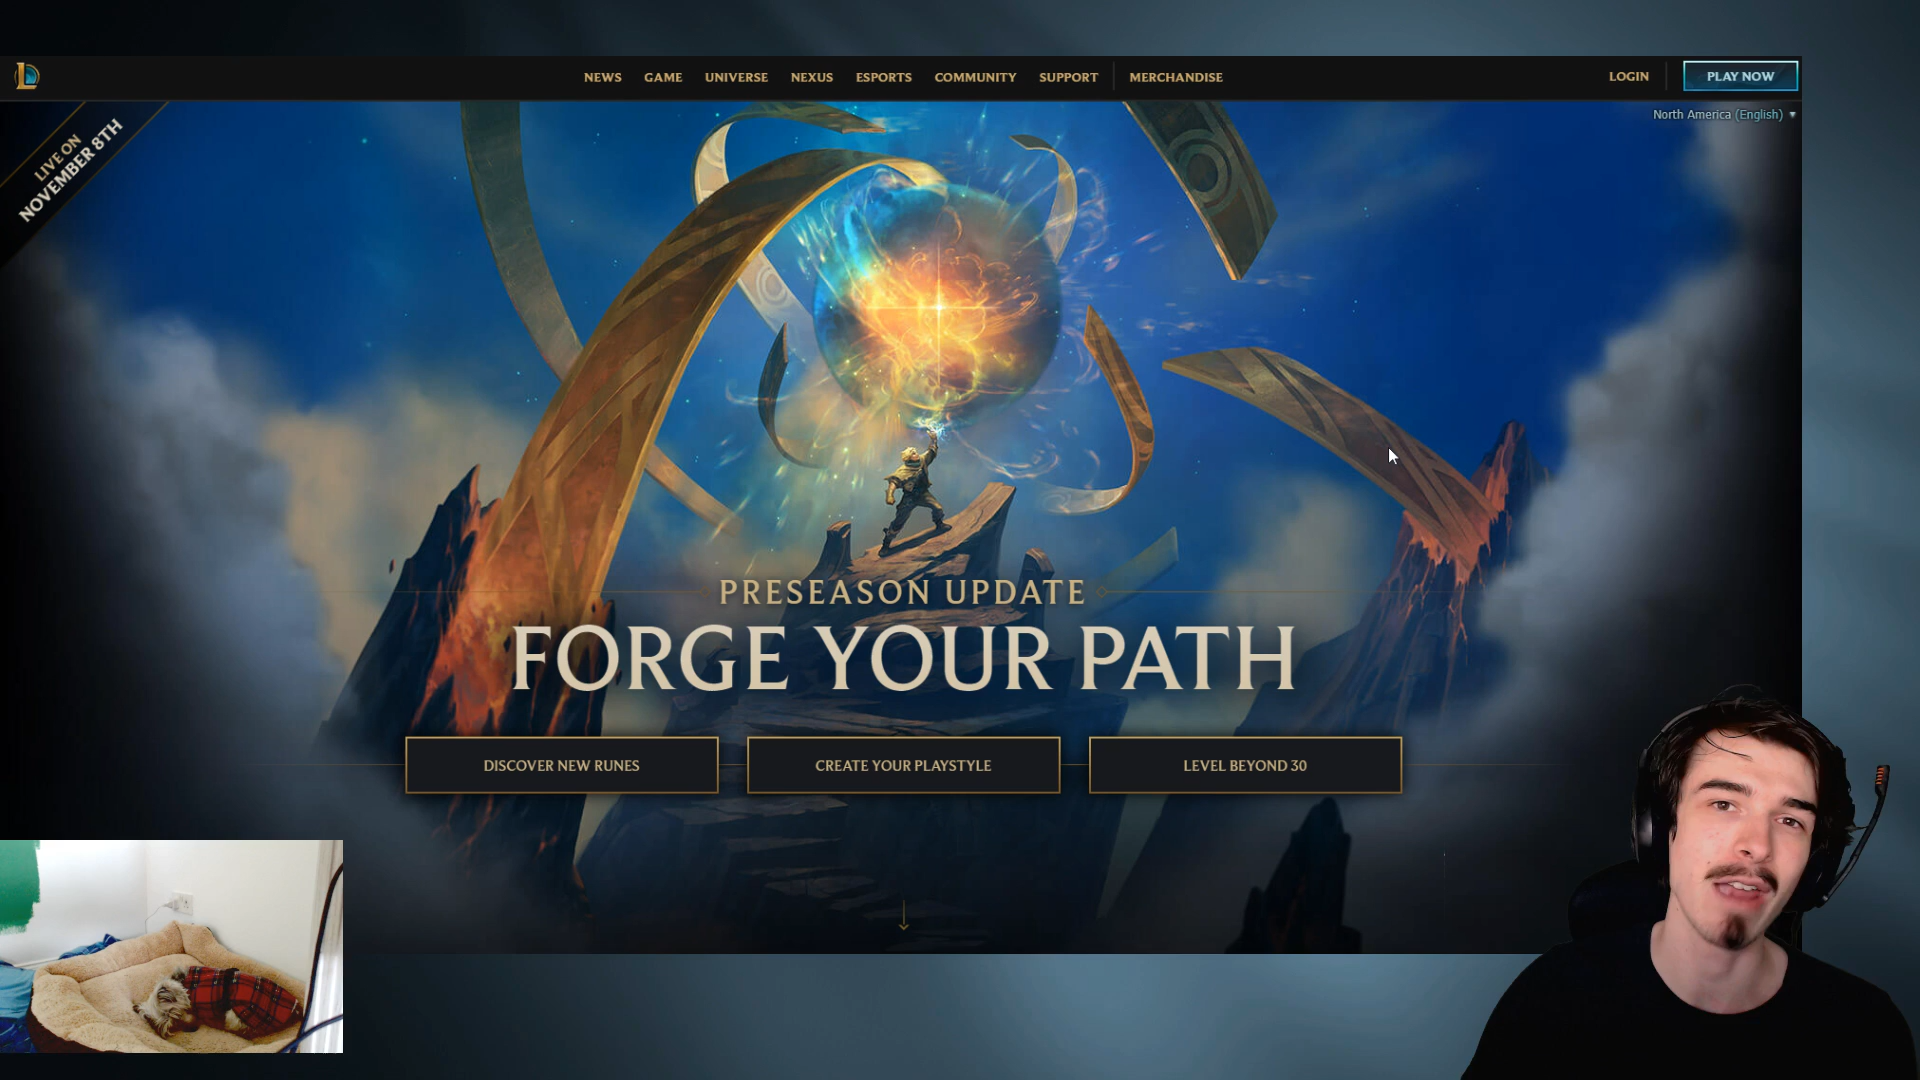 NEWS GAME UNIVERSE NEXUS ESPORTS COMMUNITY SUPPORT MERCHANDISE LOGIN PLAY NOW
North America (English)
LIVE ON
NOVEMBER 8TH
PRESEASON UPDATE
FORGE YOUR PATH
DISCOVER NEW RUNES CREATE YOUR PLAYSTYLE LEVEL BEYOND 30